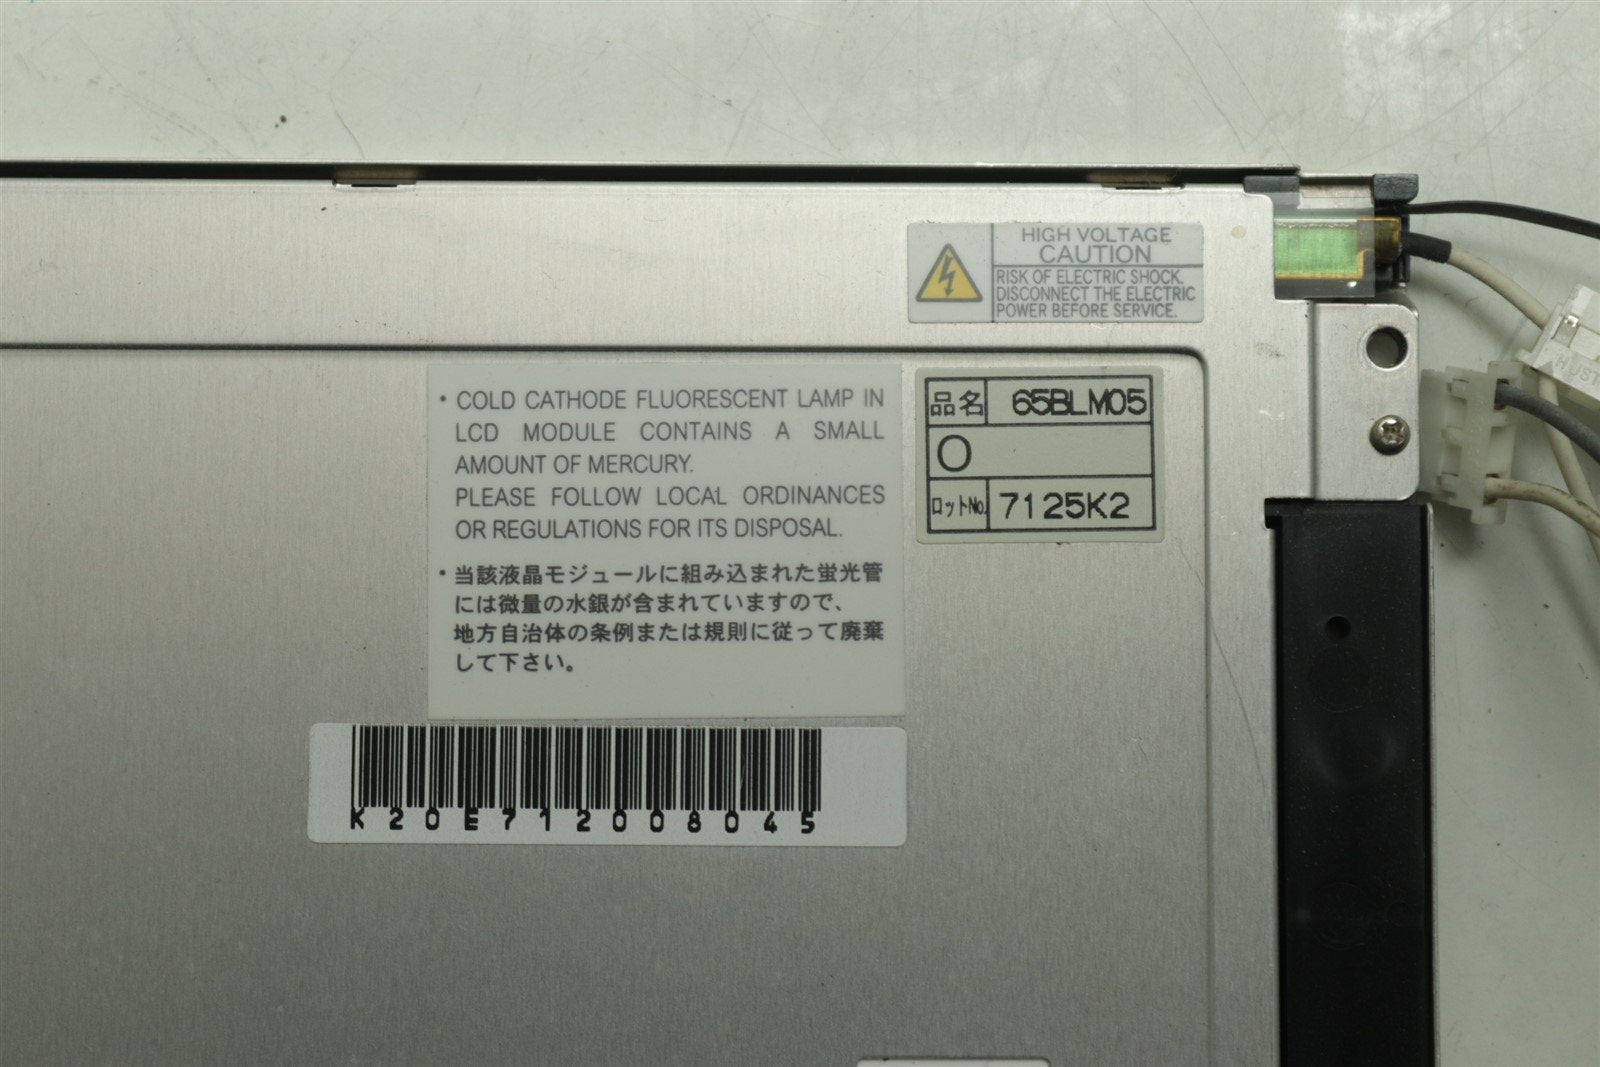 HIGH VOLTAGE
CAUTION
RISK OF ELECTRIC SHOCK.
DISCONNECT THE ELECTRIC
POWER BEFORE SERVICE.
・COLD CATHODE FLUORESCENT LAMP IN
LCD MODULE CONTAINS A SMALL
AMOUNT OF MERCURY.
PLEASE FOLLOW LOCAL ORDINANCES
OR REGULATIONS FOR ITS DISPOSAL.
・当該液晶モジュールに組み込まれた蛍光管
には微量の水銀が含まれていますので、
地方自治体の条例または規則に従って廃棄
して下さい。
品名 65BLM05
O
ロットNo. 7125K2
K20E712008045